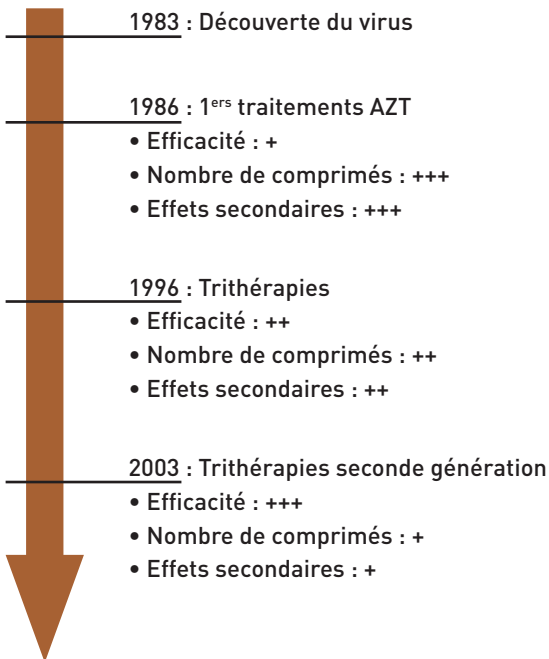 1983 : Découverte du virus
1986 : 1ers traitements AZT
• Efficacité : +
• Nombre de comprimés : +++
• Effets secondaires : +++
1996 : Trithérapies
• Efficacité : ++
• Nombre de comprimés : ++
• Effets secondaires : ++
2003 : Trithérapies seconde génération
• Efficacité : +++
• Nombre de comprimés : +
• Effets secondaires : +